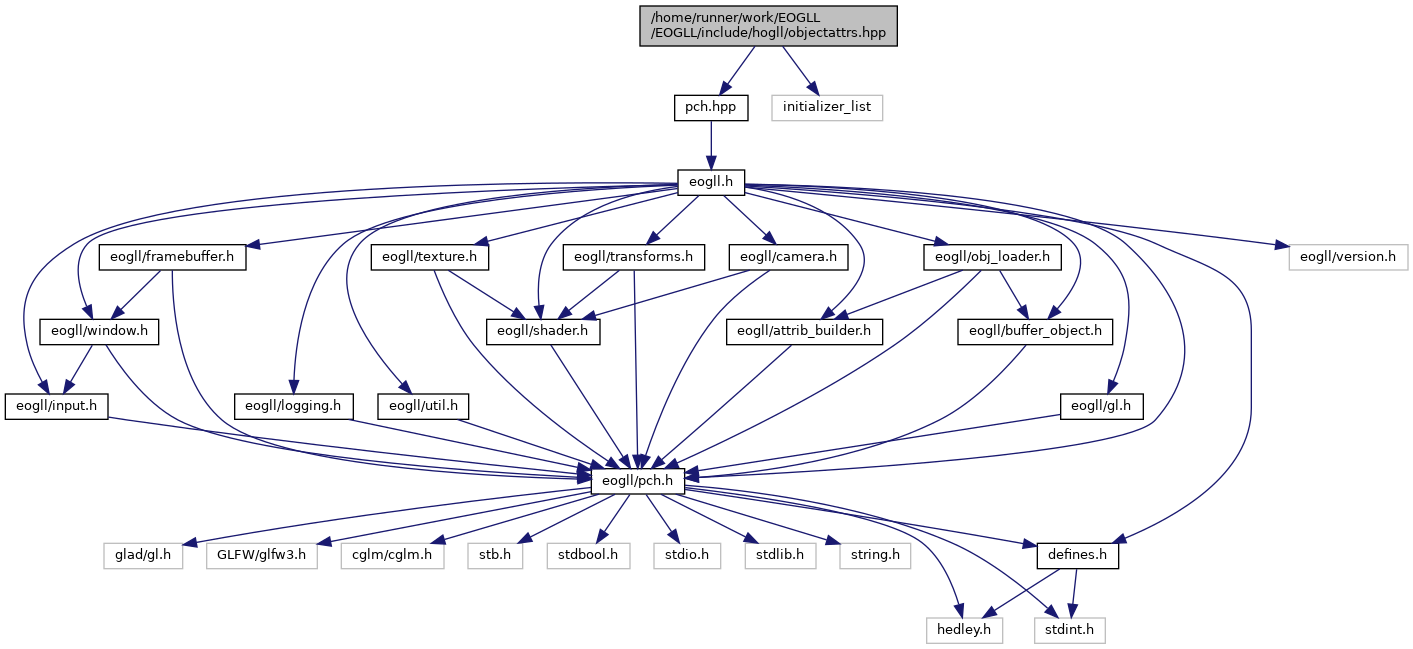 /home/runner/work/EOGLL
/EOGLL/include/hogll/objectattrs.hpp
pch.hpp
initializer_list
eogll.h
eogll/framebuffer.h
eogll/texture.h
eogll/transforms.h
eogll/camera.h
eogll/obj_loader.h
eogll/version.h
eogll/window.h
eogll/shader.h
eogll/attrib_builder.h
eogll/buffer_object.h
eogll/input.h
eogll/logging.h
eogll/util.h
eogll/gl.h
eogll/pch.h
glad/gl.h
GLFW/glfw3.h
cglm/cglm.h
stb.h
stdbool.h
stdio.h
stdlib.h
string.h
defines.h
hedley.h
stdint.h